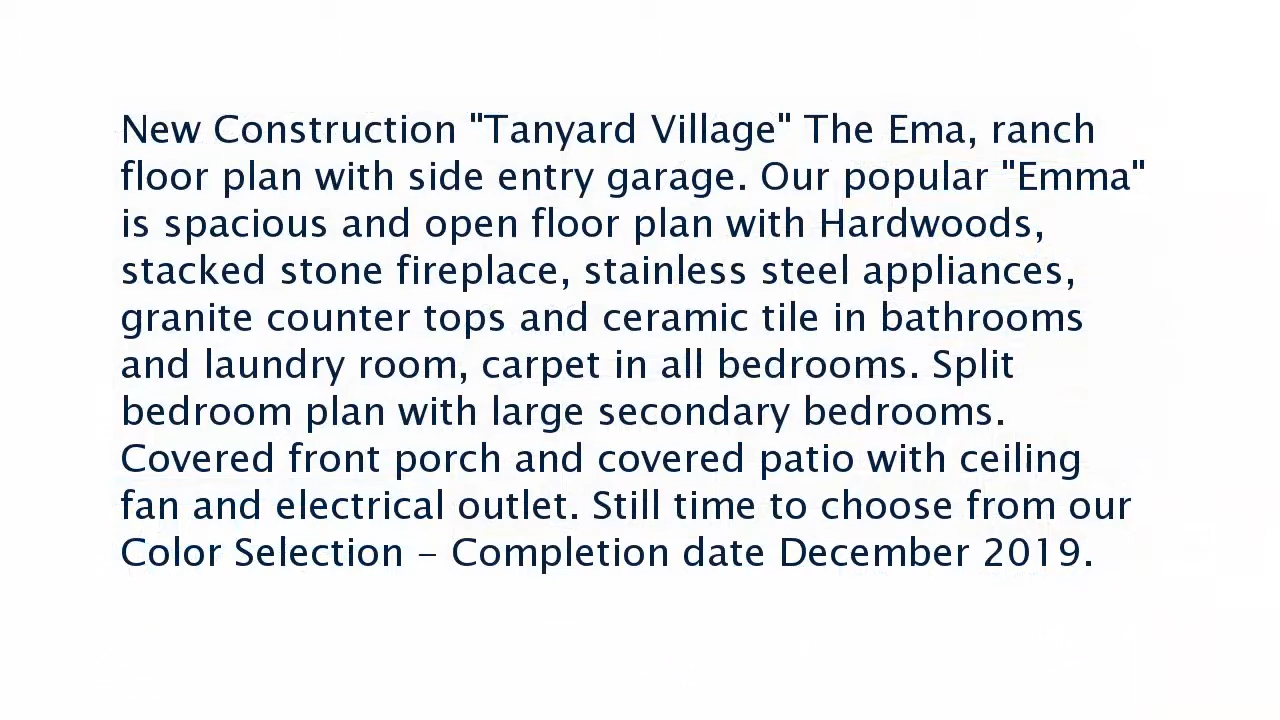 New Construction "Tanyard Village" The Ema, ranch
floor plan with side entry garage. Our popular "Emma"
is spacious and open floor plan with Hardwoods,
stacked stone fireplace, stainless steel appliances,
granite counter tops and ceramic tile in bathrooms
and laundry room, carpet in all bedrooms. Split
bedroom plan with large secondary bedrooms.
Covered front porch and covered patio with ceiling
fan and electrical outlet. Still time to choose from our
Color Selection – Completion date December 2019.